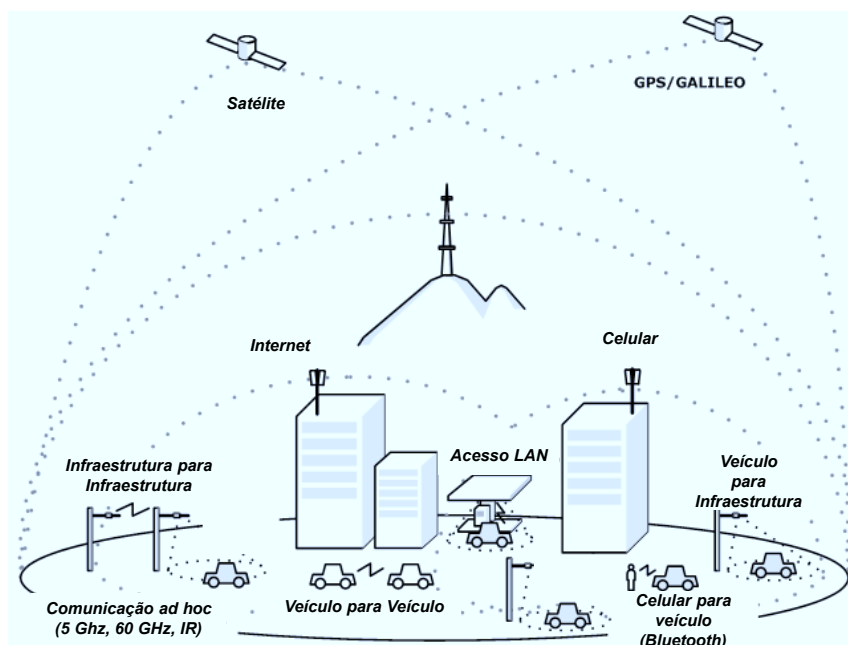 Satélite
GPS/GALILEO
Internet
Celular
Infraestrutura para
Infraestrutura
Acesso LAN
Veículo
para
Infraestrutura
Comunicação ad hoc
(5 Ghz, 60 GHz, IR)
Veículo para Veículo
Celular para
veículo
(Bluetooth)